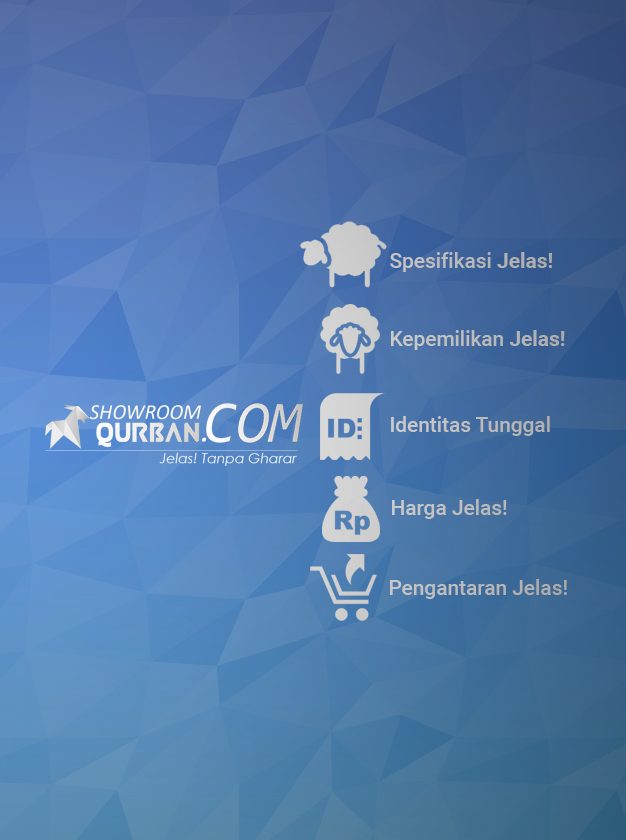 SHOWROOM
QURBAN.COM
Jelas! Tanpa Gharar
Spesifikasi Jelas!
Kepemilikan Jelas!
ID:
Identitas Tunggal
Rp
Harga Jelas!
Pengantaran Jelas!